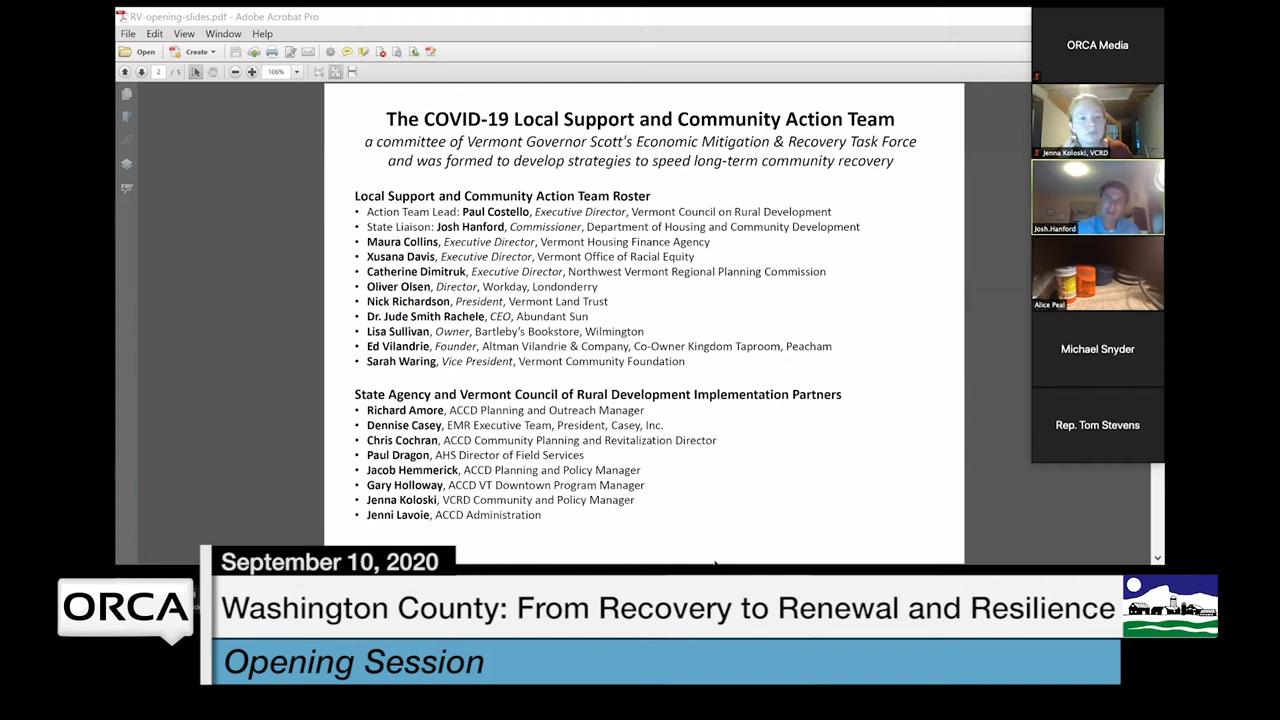 RV-opening-slides.pdf - Adobe Acrobat Pro
File Edit View Window Help
Open Create
2 / 5 106%
The COVID-19 Local Support and Community Action Team
a committee of Vermont Governor Scott's Economic Mitigation & Recovery Task Force
and was formed to develop strategies to speed long-term community recovery
Local Support and Community Action Team Roster
• Action Team Lead: Paul Costello, Executive Director, Vermont Council on Rural Development
• State Liaison: Josh Hanford, Commissioner, Department of Housing and Community Development
• Maura Collins, Executive Director, Vermont Housing Finance Agency
• Xusana Davis, Executive Director, Vermont Office of Racial Equity
• Catherine Dimitruk, Executive Director, Northwest Vermont Regional Planning Commission
• Oliver Olsen, Director, Workday, Londonderry
• Nick Richardson, President, Vermont Land Trust
• Dr. Jude Smith Rachele, CEO, Abundant Sun
• Lisa Sullivan, Owner, Bartleby's Bookstore, Wilmington
• Ed Vilandrie, Founder, Altman Vilandrie & Company, Co-Owner Kingdom Taproom, Peacham
• Sarah Waring, Vice President, Vermont Community Foundation
State Agency and Vermont Council of Rural Development Implementation Partners
• Richard Amore, ACCD Planning and Outreach Manager
• Dennise Casey, EMR Executive Team, President, Casey, Inc.
• Chris Cochran, ACCD Community Planning and Revitalization Director
• Paul Dragon, AHS Director of Field Services
• Jacob Hemmerick, ACCD Planning and Policy Manager
• Gary Holloway, ACCD VT Downtown Program Manager
• Jenna Koloski, VCRD Community and Policy Manager
• Jenni Lavoie, ACCD Administration
ORCA Media
Jenna Koloski, VCRD
Josh.Hanford
Alice Peal
Michael Snyder
Rep. Tom Stevens
September 10, 2020
ORCA
Washington County: From Recovery to Renewal and Resilience
Opening Session